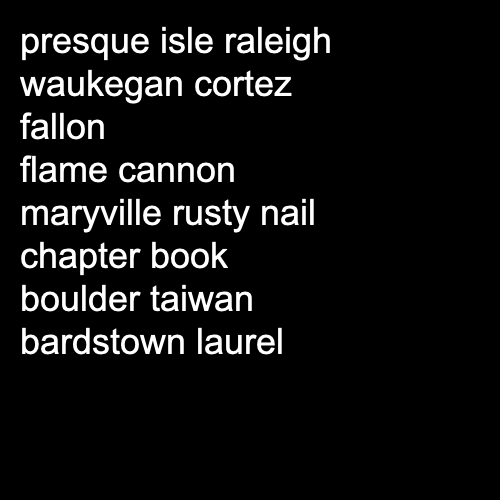 presque isle raleigh
waukegan cortez
fallon
flame cannon
maryville rusty nail
chapter book
boulder taiwan
bardstown laurel